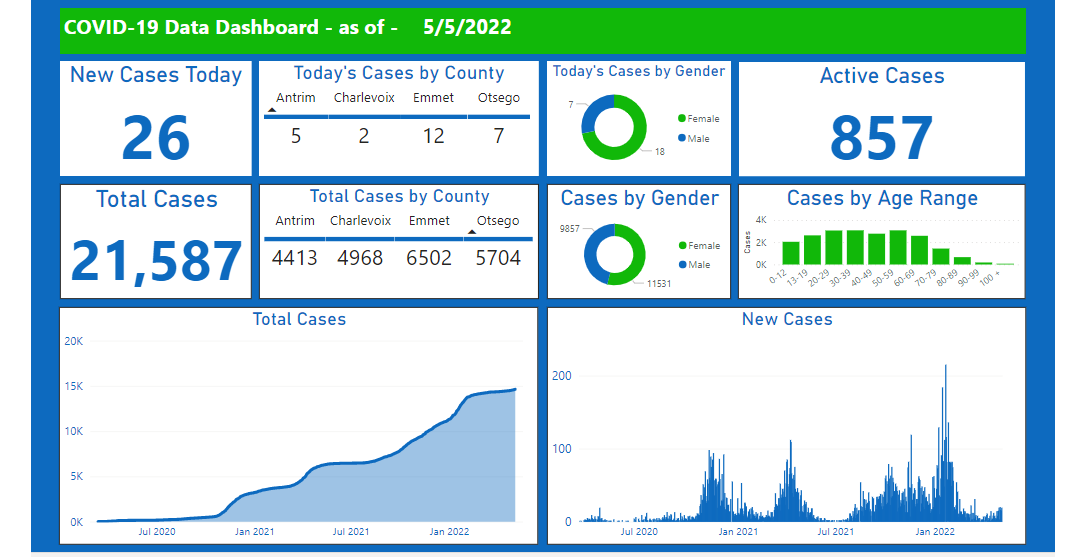 COVID-19 Data Dashboard - as of - 5/5/2022
New Cases Today
26
Today's Cases by County
Antrim Charlevoix Emmet Otsego
5 2 12 7
Today's Cases by Gender
7
18
Female
Male
Active Cases
857
Total Cases
21,587
Total Cases by County
Antrim Charlevoix Emmet Otsego
4413 4968 6502 5704
Cases by Gender
9857
11531
Female
Male
Cases by Age Range
Cases
4K
2K
0K
0-12 13-19 20-29 30-39 40-49 50-59 60-69 70-79 80-89 90-99 100 +
Total Cases
20K
15K
10K
5K
0K
Jul 2020 Jan 2021 Jul 2021 Jan 2022
New Cases
200
100
0
Jul 2020 Jan 2021 Jul 2021 Jan 2022